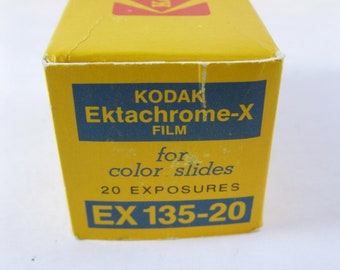 KODAK
Ektachrome-X
FILM
for
color slides
20 EXPOSURES
EX 135-20